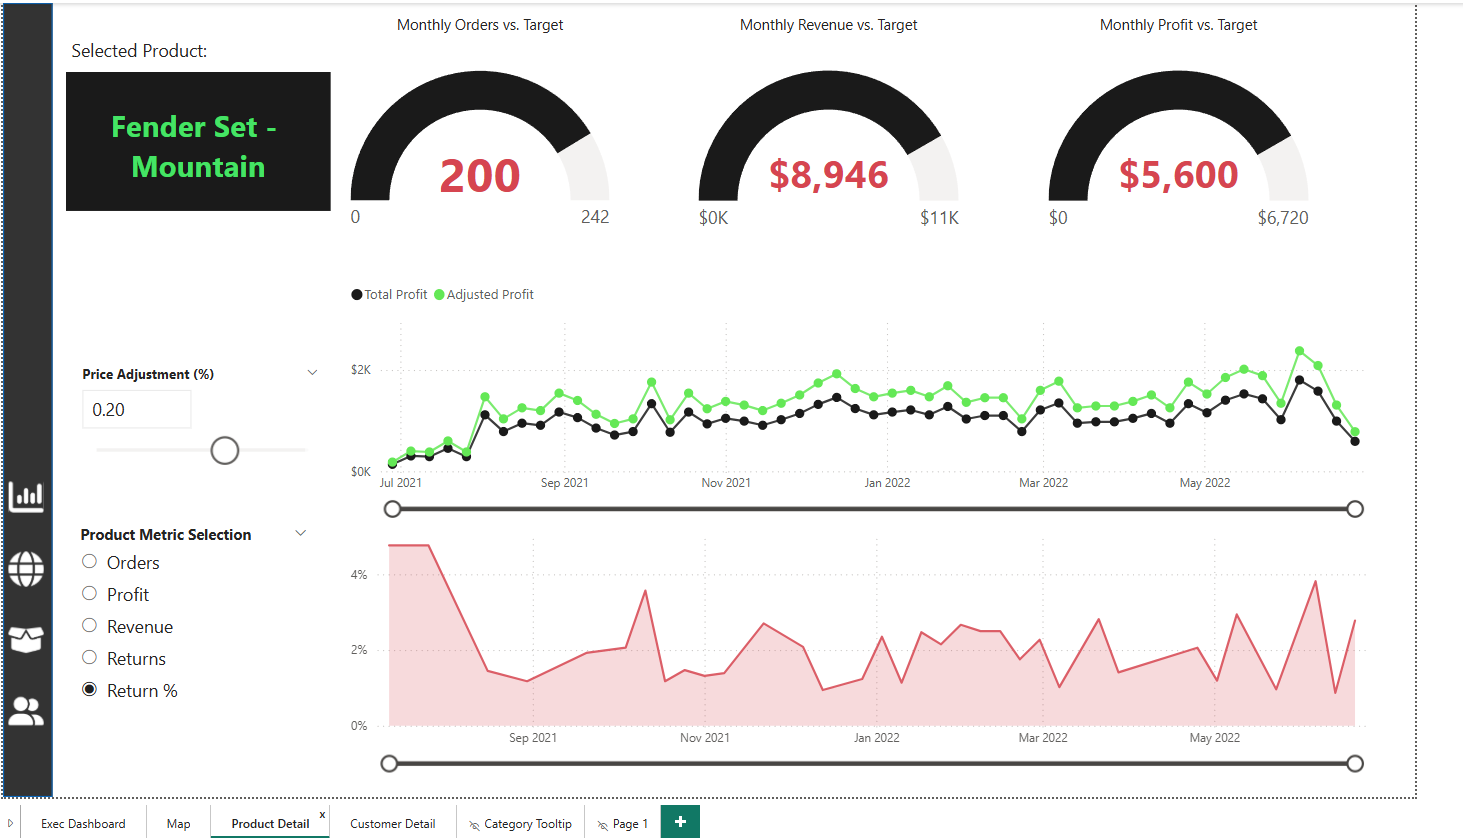 Selected Product:
Fender Set -
Mountain
Monthly Orders vs. Target
200
0
242
Monthly Revenue vs. Target
$8,946
$0K
$11K
Monthly Profit vs. Target
$5,600
$0
$6,720
Price Adjustment (%)
0.20
Product Metric Selection
Orders
Profit
Revenue
Returns
Return %
Total Profit Adjusted Profit
$2K
$0K
Jul 2021 Sep 2021 Nov 2021 Jan 2022 Mar 2022 May 2022
4%
2%
0%
Sep 2021 Nov 2021 Jan 2022 Mar 2022 May 2022
Exec Dashboard Map Product Detail x Customer Detail Category Tooltip Page 1 +